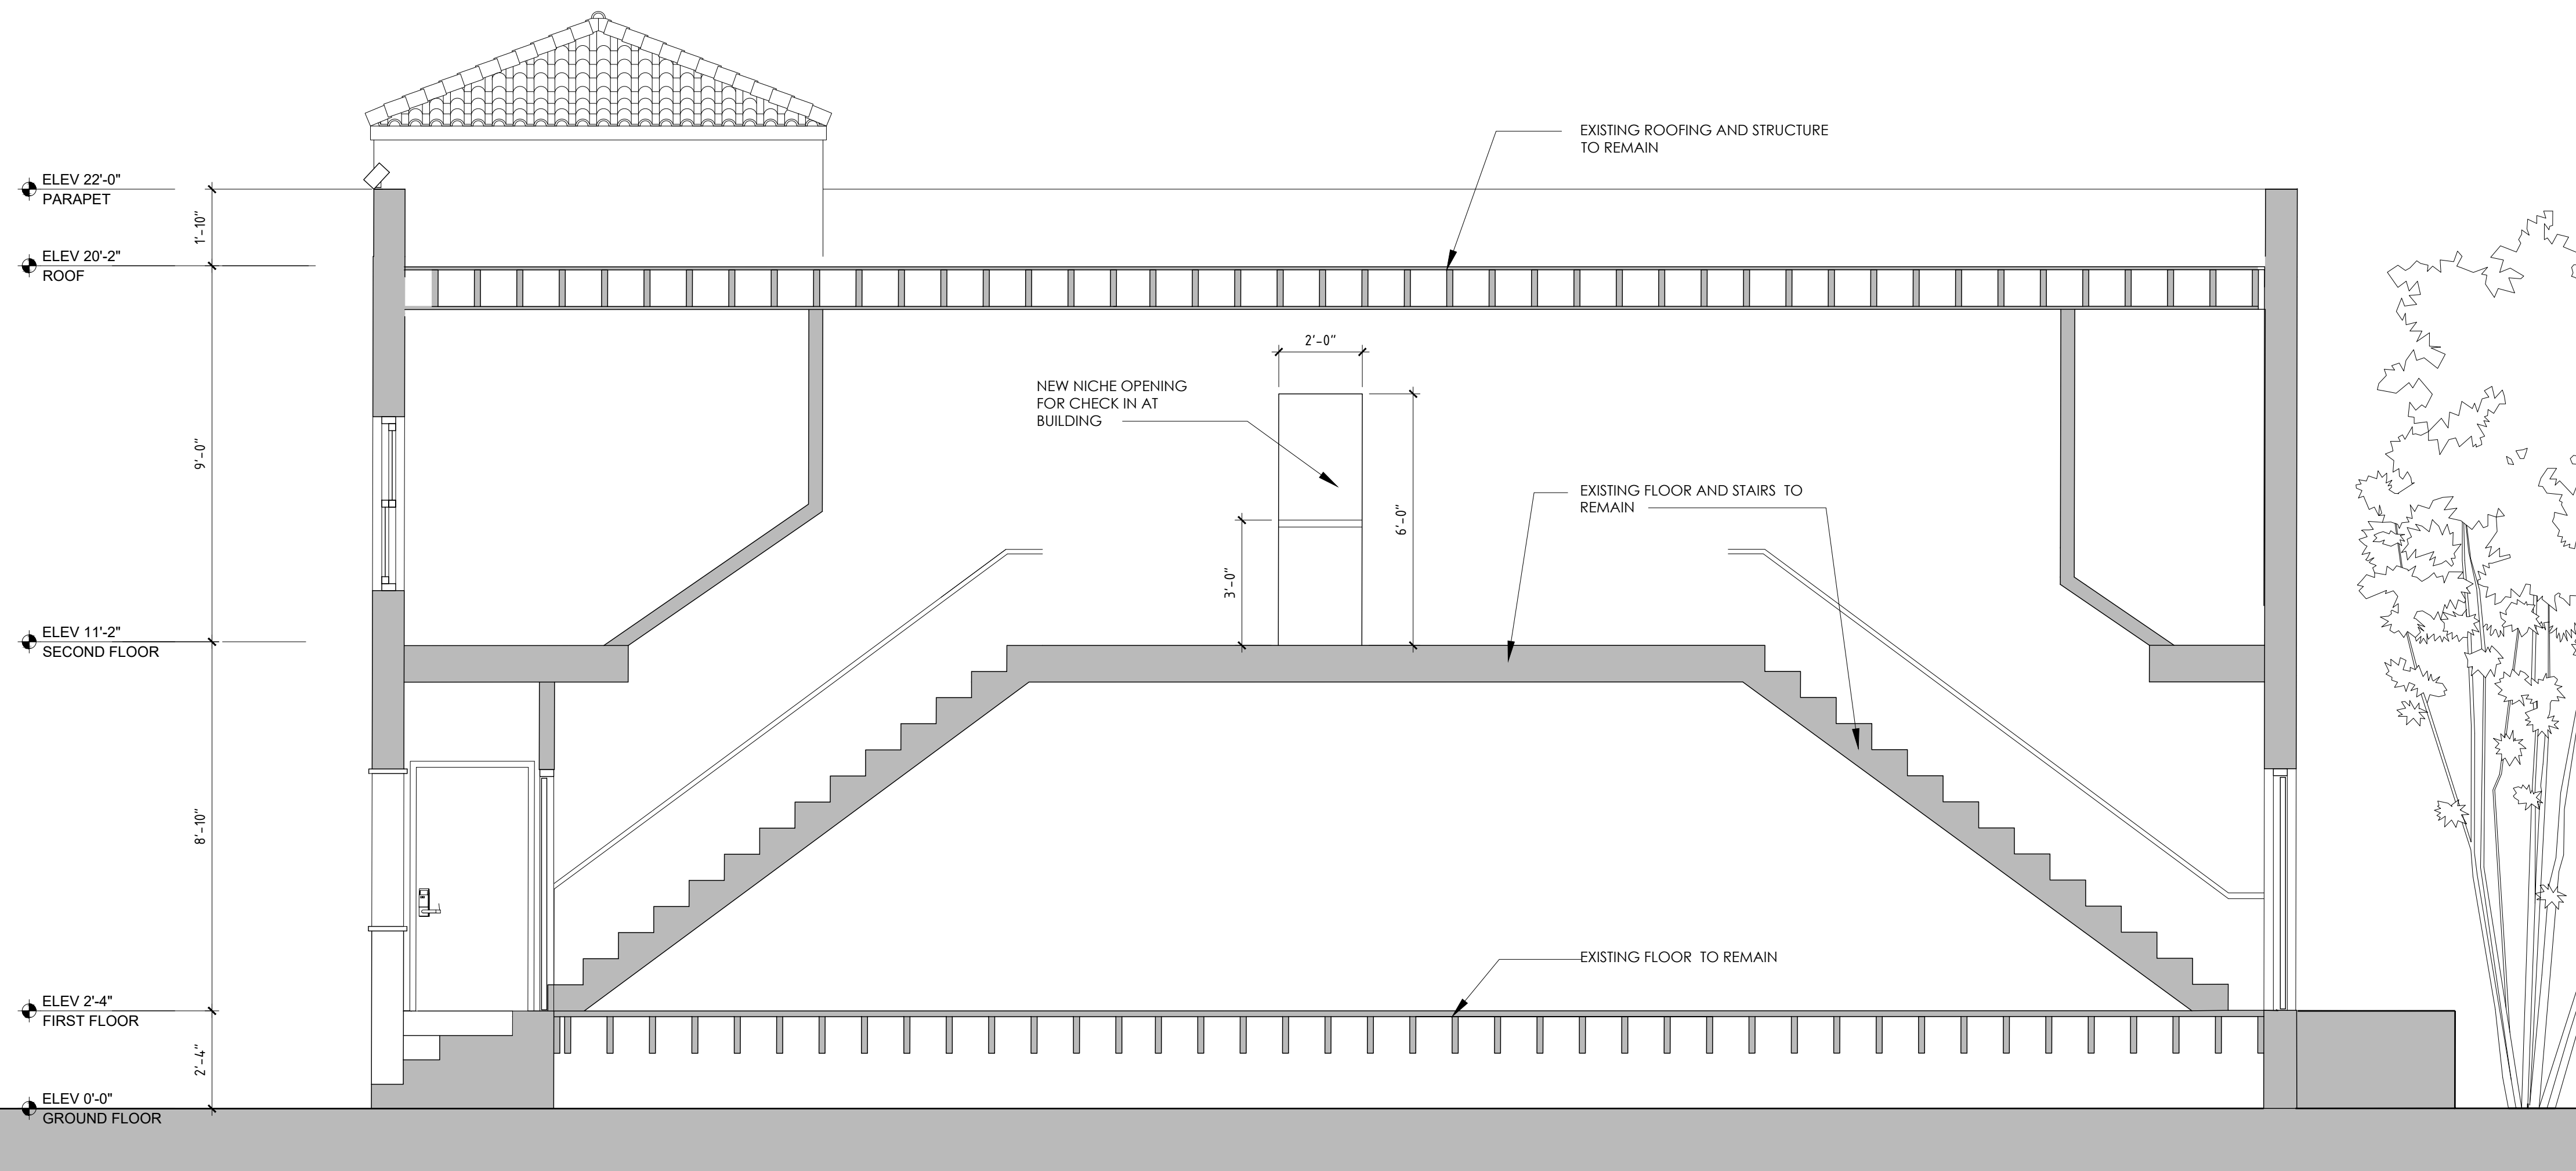 EXISTING ROOFING AND STRUCTURE
TO REMAIN
ELEV 22'-0"
PARAPET
1'-10"
ELEV 20'-2"
ROOF
2'-0"
NEW NICHE OPENING
FOR CHECK IN AT
BUILDING
9'-0"
EXISTING FLOOR AND STAIRS TO
REMAIN
6'-0"
3'-0"
ELEV 11'-2"
SECOND FLOOR
8'-10"
EXISTING FLOOR TO REMAIN
ELEV 2'-4"
FIRST FLOOR
2'-4"
ELEV 0'-0"
GROUND FLOOR